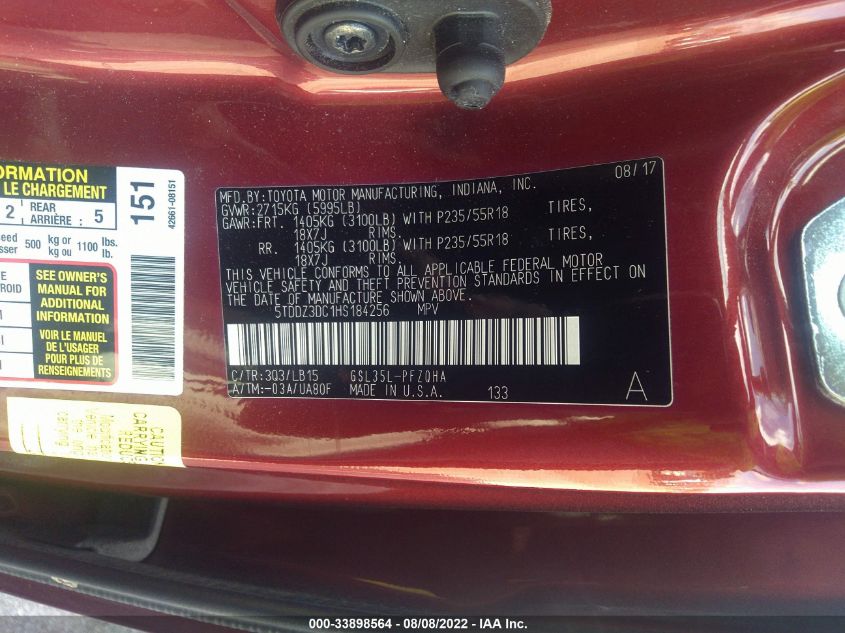 08/17
MFD.BY:TOYOTA MOTOR MANUFACTURING, INDIANA, INC.
GVWR:2715KG (5995LB)
GAWR:FRT. 1405KG (3100LB) WITH P235/55R18 TIRES,
18X7J RIMS.
RR. 1405KG (3100LB) WITH P235/55R18 TIRES,
18X7J RIMS.
THIS VEHICLE CONFORMS TO ALL APPLICABLE FEDERAL MOTOR
VEHICLE SAFETY AND THEFT PREVENTION STANDARDS IN EFFECT ON
THE DATE OF MANUFACTURE SHOWN ABOVE.
5TDDZ3DC1HS184256 MPV
C/TR:3Q3/LB15 GSL35L-PFZQHA
A/TM:-03A/UA80F MADE IN U.S.A. 133 A
LE CHARGEMENT
2 REAR ARRIÈRE : 5
500 kg or kg ou 1100 lbs. lb.
SEE OWNER'S
MANUAL FOR
ADDITIONAL
INFORMATION
VOIR LE MANUEL
DE L'USAGER
POUR PLUS DE
RENSEIGNEMENTS
151
42661-08151
CAUTION
000-33898564 - 08/08/2022 - IAA Inc.